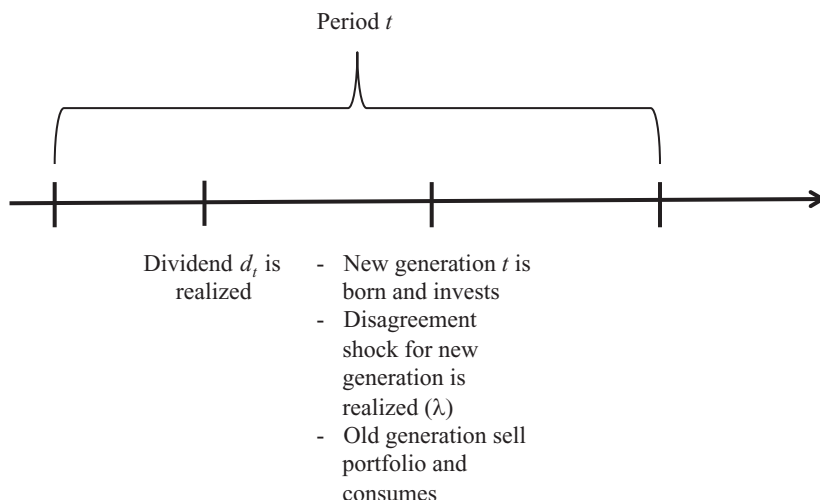 Period t
Dividend d_t is
realized
- New generation t is
born and invests
- Disagreement
shock for new
generation is
realized (λ)
- Old generation sell
portfolio and
consumes